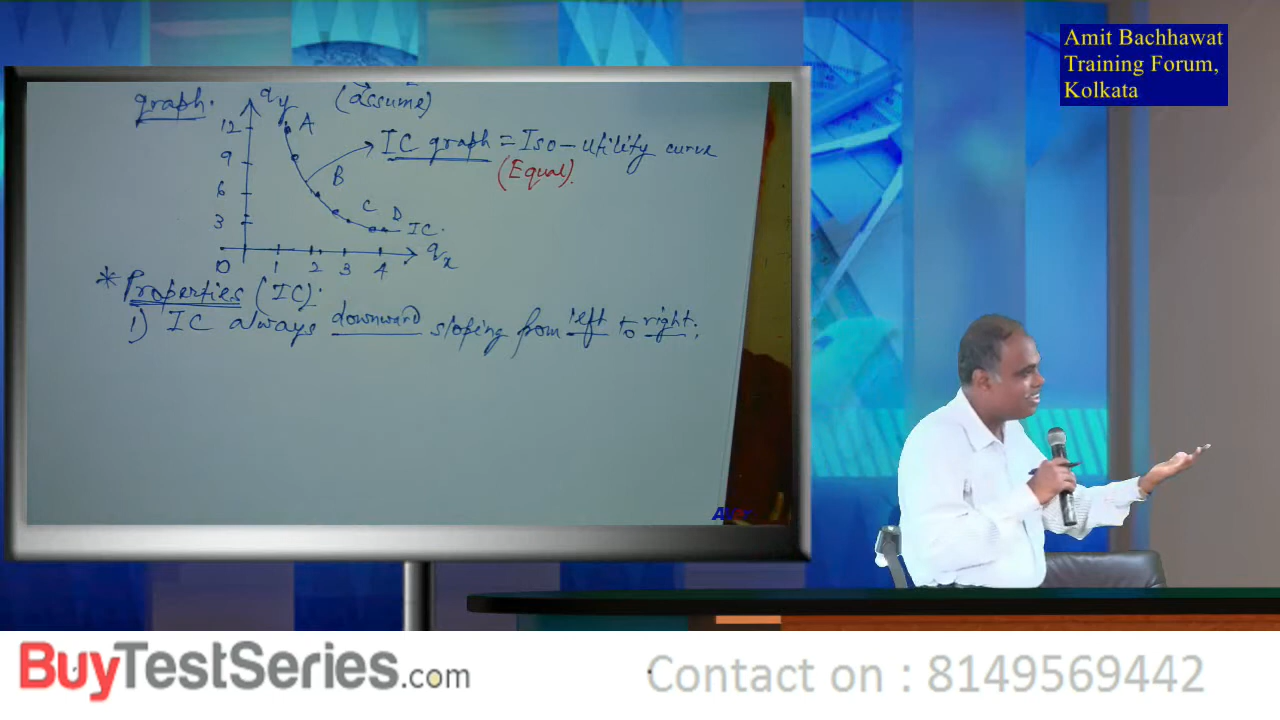 Amit Bachhawat
Training Forum,
Kolkata
graph.
qy
(assume)
12
A
9
IC graph = Iso-utility curve
(Equal).
6
B
3
C
D
IC.
qx
0
1
2
3
4
* Properties (IC):
1) IC always downward sloping from left to right:
BuyTestSeries.com
Contact on : 8149569442